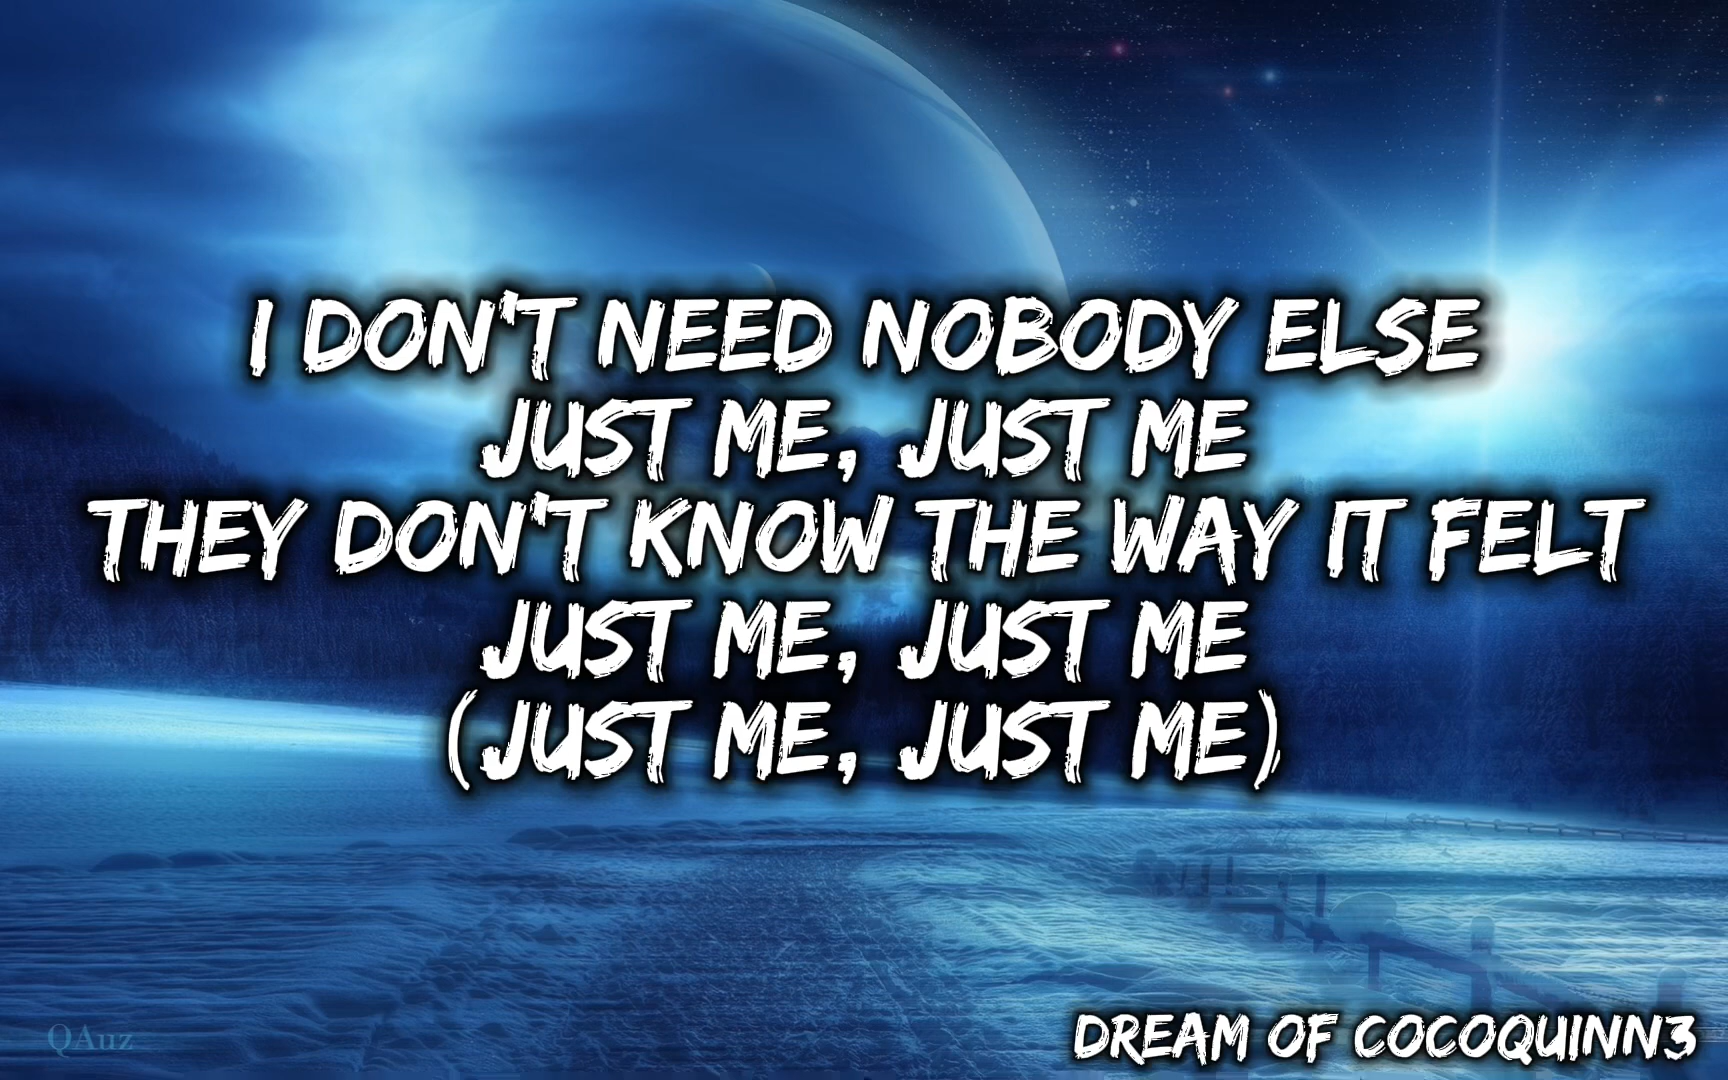 I DON'T NEED NOBODY ELSE
JUST ME, JUST ME
THEY DON'T KNOW THE WAY IT FELT
JUST ME, JUST ME
(JUST ME, JUST ME)
DREAM OF COCOQUINN3
QAuz